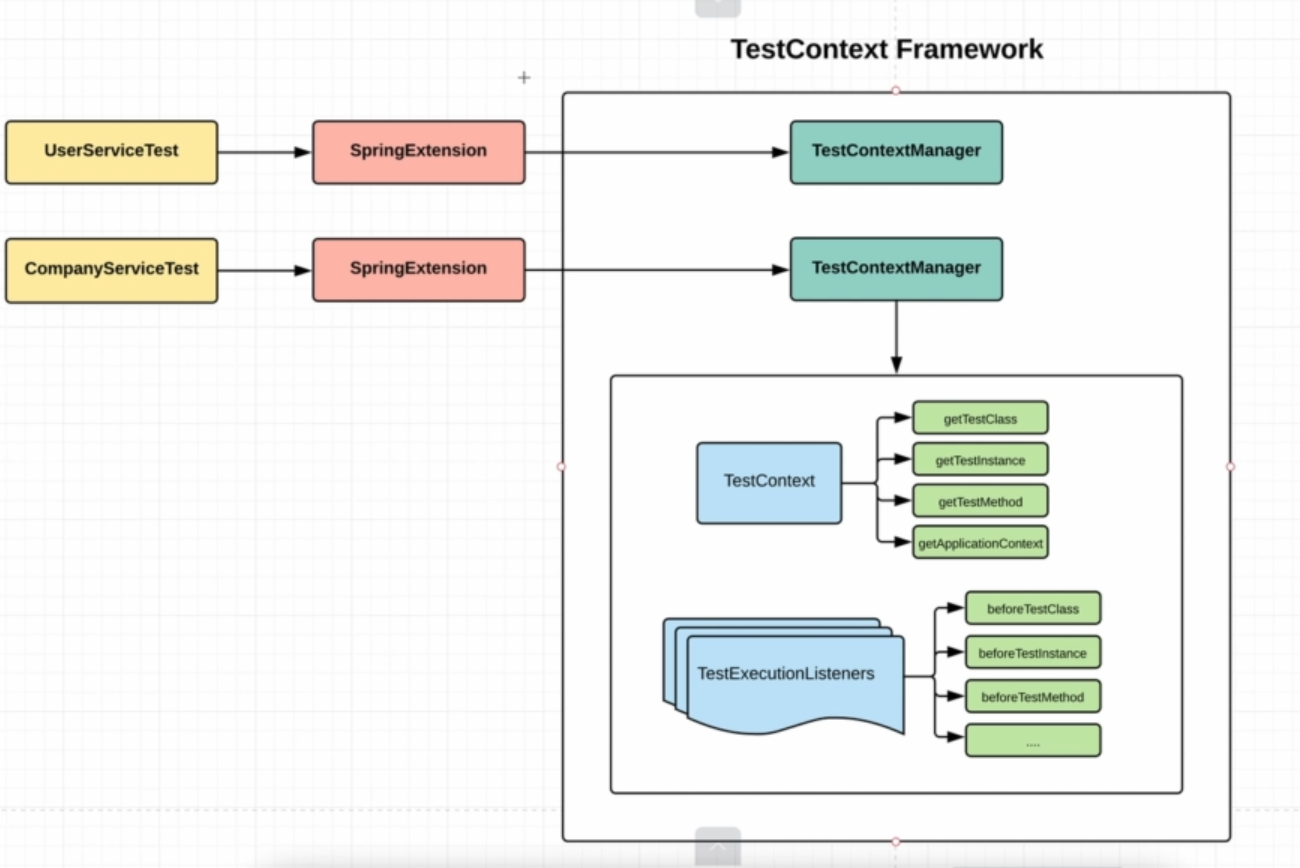 TestContext Framework
UserServiceTest
SpringExtension
TestContextManager
CompanyServiceTest
SpringExtension
TestContextManager
TestContext
getTestClass
getTestInstance
getTestMethod
getApplicationContext
TestExecutionListeners
beforeTestClass
beforeTestInstance
beforeTestMethod
....